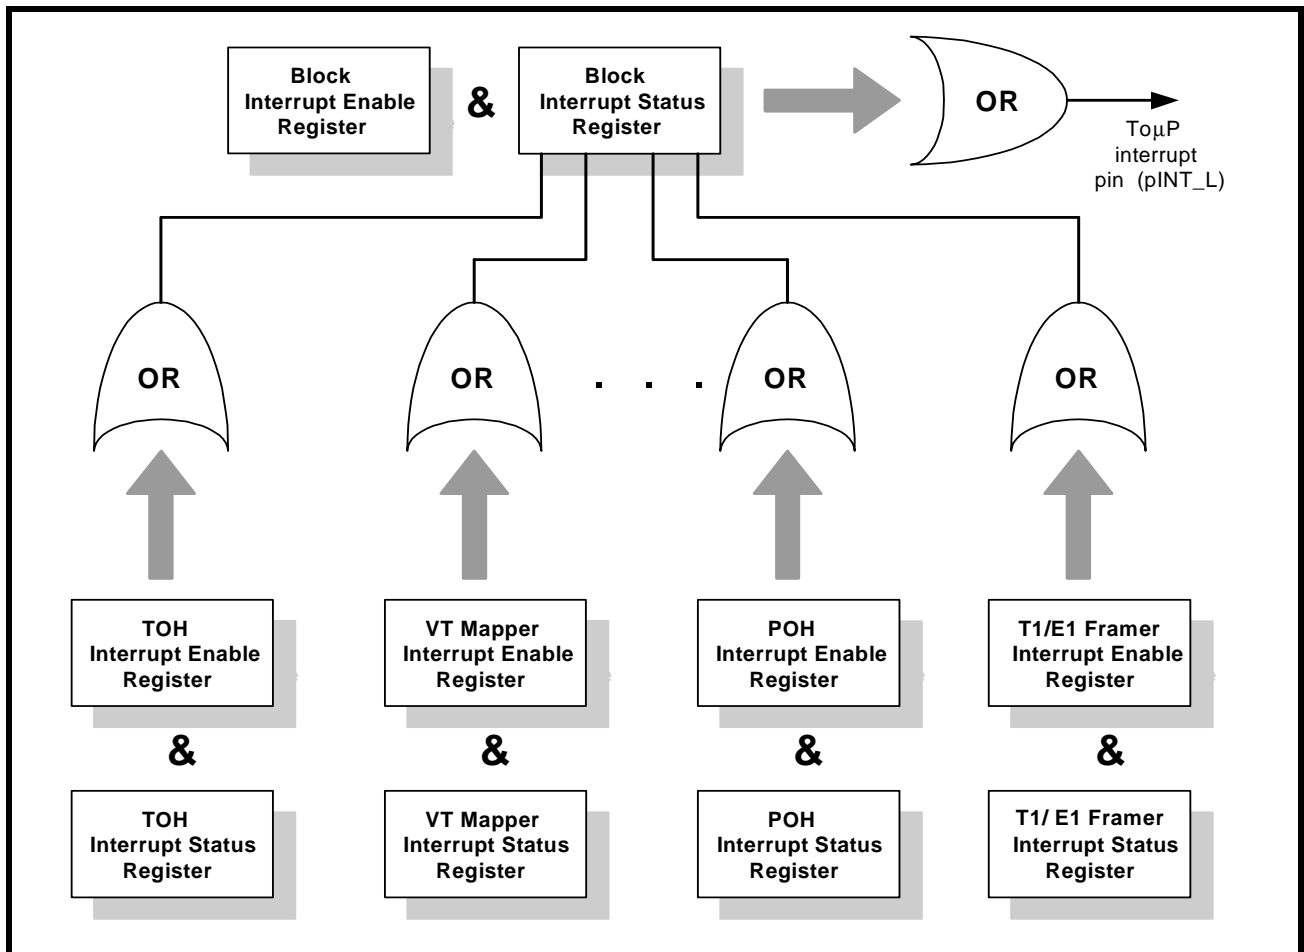 Block
Interrupt Enable
Register
&
Block
Interrupt Status
Register
OR
ToµP
interrupt
pin (pINT_L)
OR
OR
. . .
OR
OR
TOH
Interrupt Enable
Register
VT Mapper
Interrupt Enable
Register
POH
Interrupt Enable
Register
T1/E1 Framer
Interrupt Enable
Register
&
&
&
&
TOH
Interrupt Status
Register
VT Mapper
Interrupt Status
Register
POH
Interrupt Status
Register
T1/ E1 Framer
Interrupt Status
Register